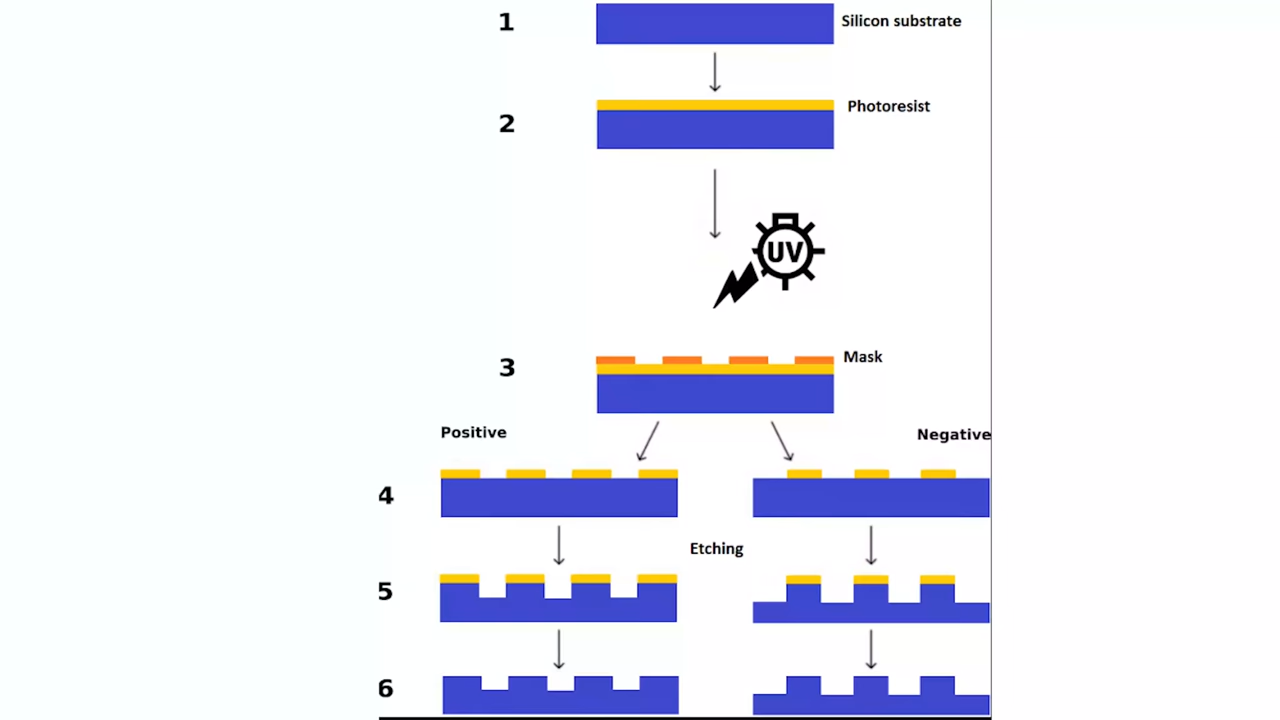 1
Silicon substrate
Photoresist
2
UV
Mask
3
Positive
Negative
4
Etching
5
6